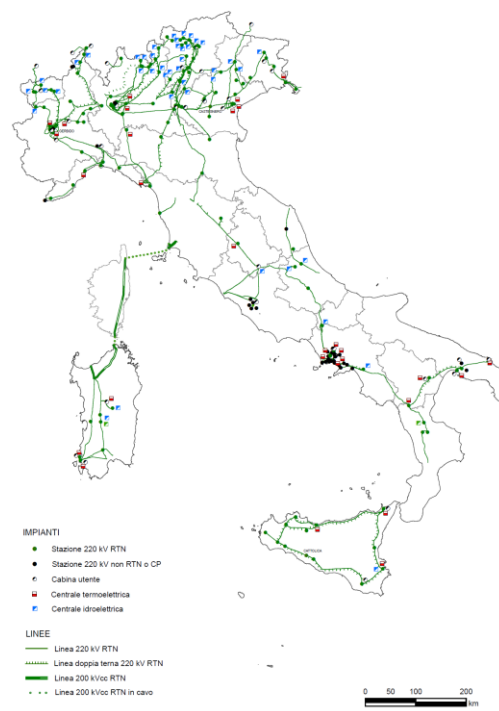 IMPIANTI
Stazione 220 kV RTN
Stazione 220 kV non RTN o CP
Cabina utente
Centrale termoelettrica
Centrale idroelettrica
LINEE
Linea 220 kV RTN
Linea doppia terna 220 kV RTN
Linea 200 kVcc RTN
Linea 200 kVcc RTN in cavo
0 50 100 200
km